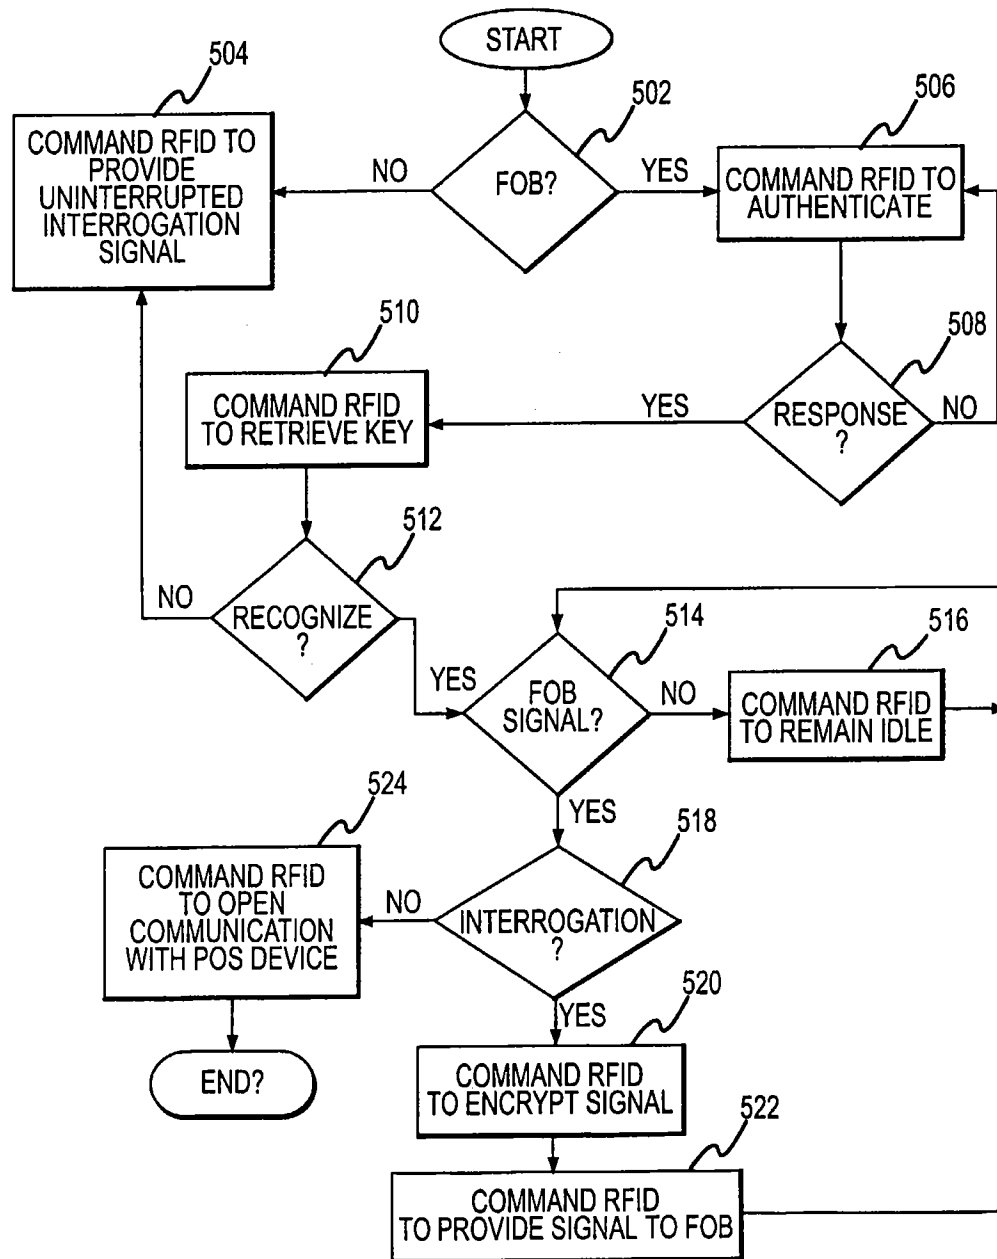 START
504
502
506
COMMAND RFID TO
PROVIDE
UNINTERRUPTED
INTERROGATION
SIGNAL
NO
FOB?
YES
COMMAND RFID TO
AUTHENTICATE
510
508
COMMAND RFID
TO RETRIEVE KEY
YES
RESPONSE
?
NO
512
NO
RECOGNIZE
?
YES
514
FOB
SIGNAL?
NO
516
COMMAND RFID
TO REMAIN IDLE
YES
524
518
COMMAND RFID
TO OPEN
COMMUNICATION
WITH POS DEVICE
NO
INTERROGATION
?
YES
520
END?
COMMAND RFID
TO ENCRYPT SIGNAL
522
COMMAND RFID
TO PROVIDE SIGNAL TO FOB